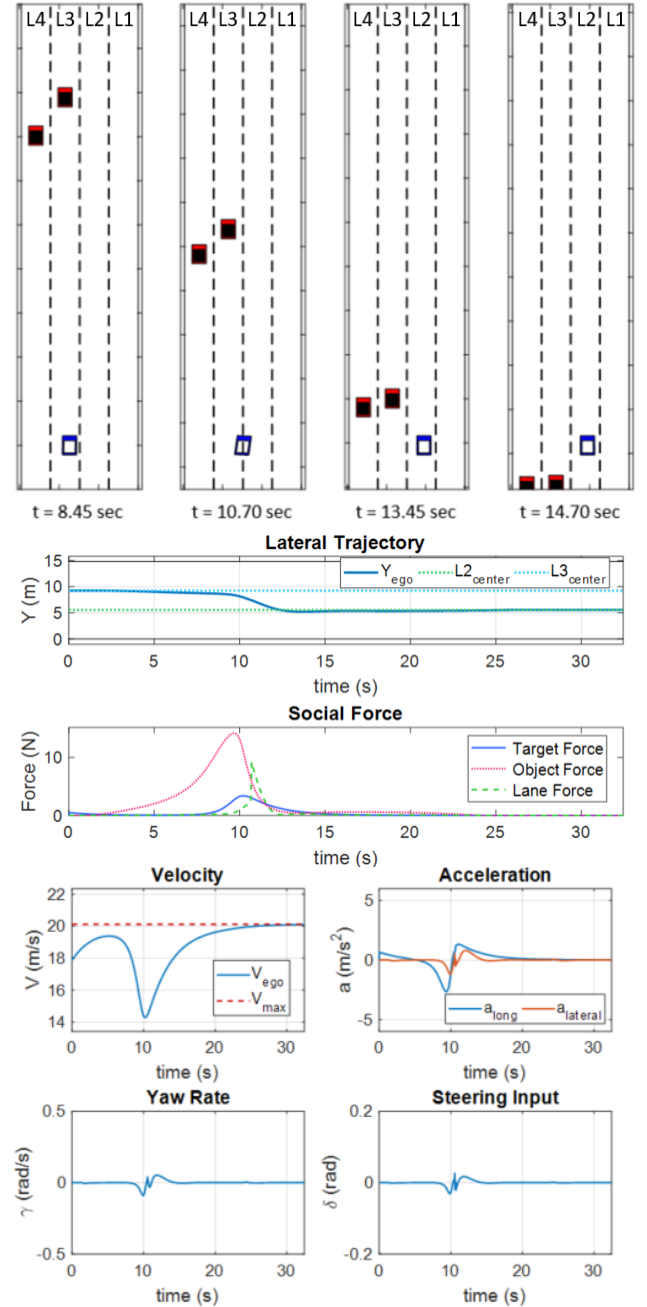 L4 L3 L2 L1 L4 L3 L2 L1 L4 L3 L2 L1 L4 L3 L2 L1
t = 8.45 sec t = 10.70 sec t = 13.45 sec t = 14.70 sec
Lateral Trajectory
Y (m)
15
10
5
0
Y_ego L2_center L3_center
0 5 10 15 20 25 30
time (s)
Social Force
Force (N)
10
0
Target Force
Object Force
Lane Force
0 5 10 15 20 25 30
time (s)
Velocity
V (m/s)
22
20
18
16
14
V_ego
V_max
0 10 20 30
time (s)
Acceleration
a (m/s²)
5
0
-5
a_long a_lateral
0 10 20 30
time (s)
Yaw Rate
γ (rad/s)
0.5
0
-0.5
0 10 20 30
time (s)
Steering Input
δ (rad)
0.2
0
-0.2
0 10 20 30
time (s)